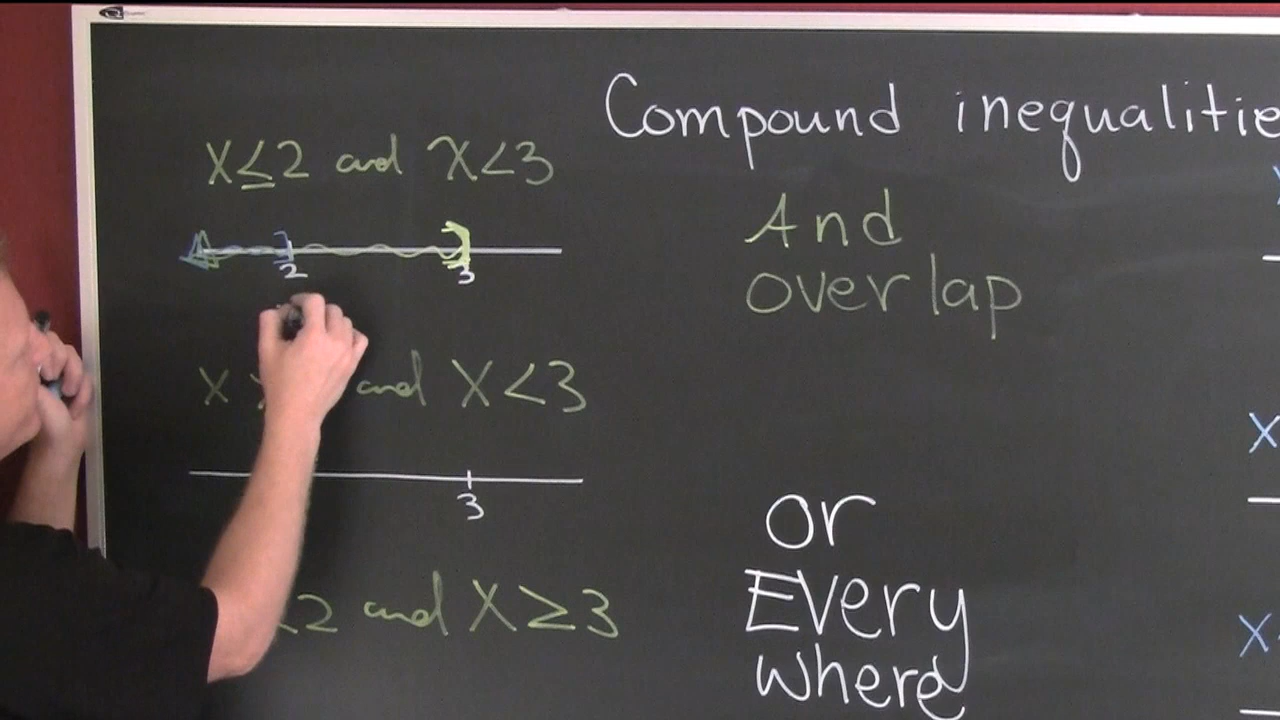 Compound inequalitie
x≤2 and x<3
2 3
And
overlap
x and x<3
3
or
Every
where
2 and x≥3
x
x